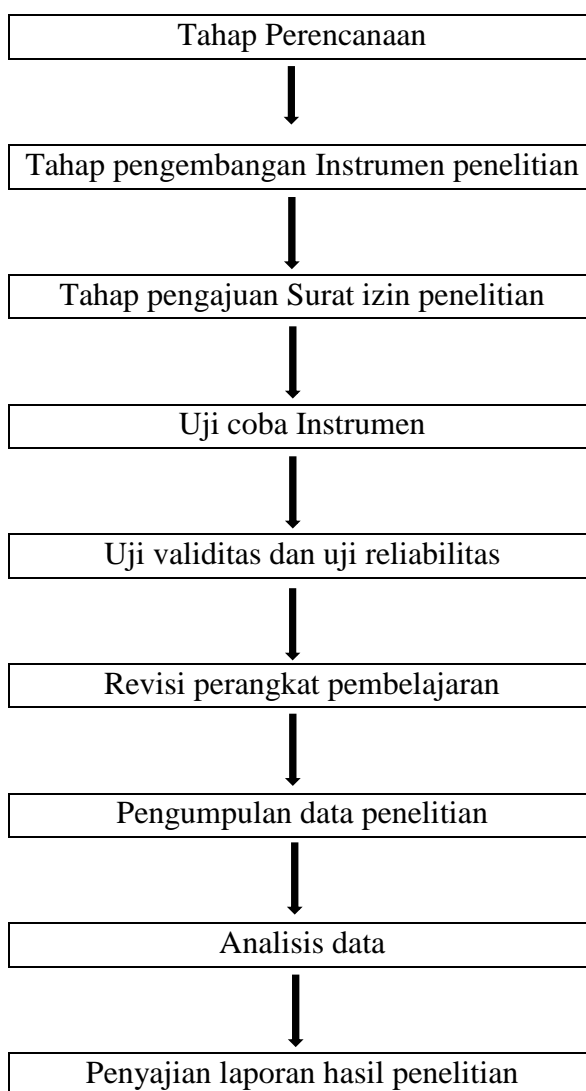 Tahap Perencanaan
Tahap pengembangan Instrumen penelitian
Tahap pengajuan Surat izin penelitian
Uji coba Instrumen
Uji validitas dan uji reliabilitas
Revisi perangkat pembelajaran
Pengumpulan data penelitian
Analisis data
Penyajian laporan hasil penelitian